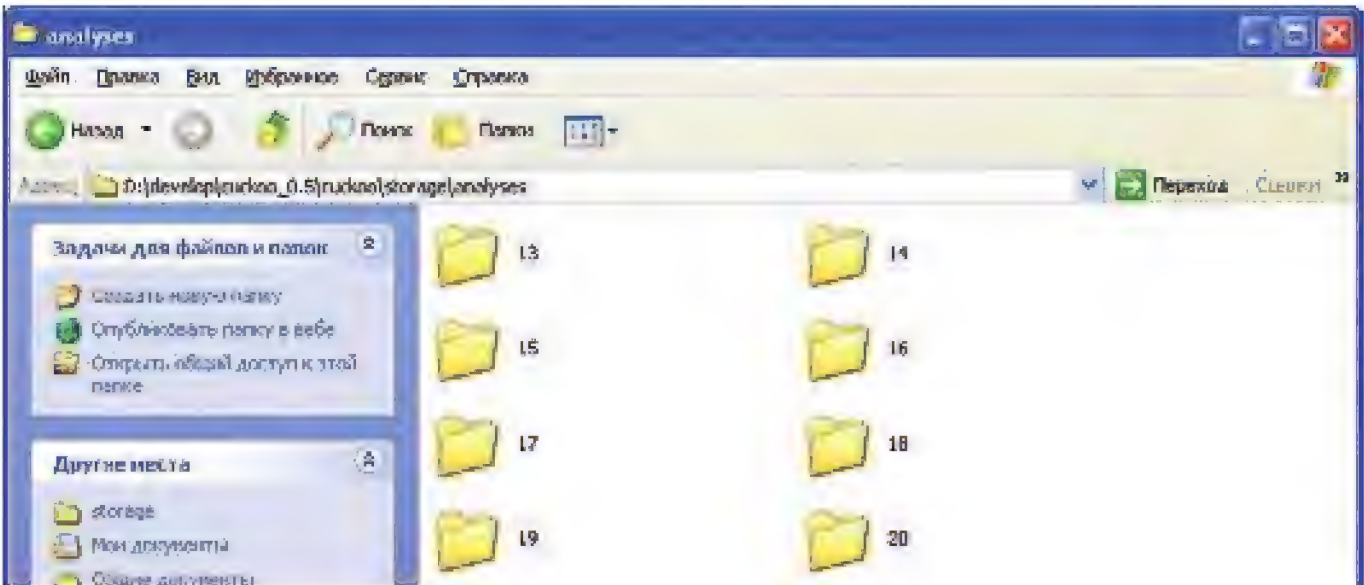 analyses
Файл Правка Вид Избранное Сервис Справка
Назад Поиск Папки
Адрес: D:\develop\ruckoo_0.5\ruckoo\storage\analyses Переход Ссылки »
Задачи для файлов и папок
13 14
Создать новую папку
Опубликовать папку в вебе
Открыть общий доступ к этой
папке
15 16
Другие места
17 18
storage
Мои документы
19 20
Общие документы